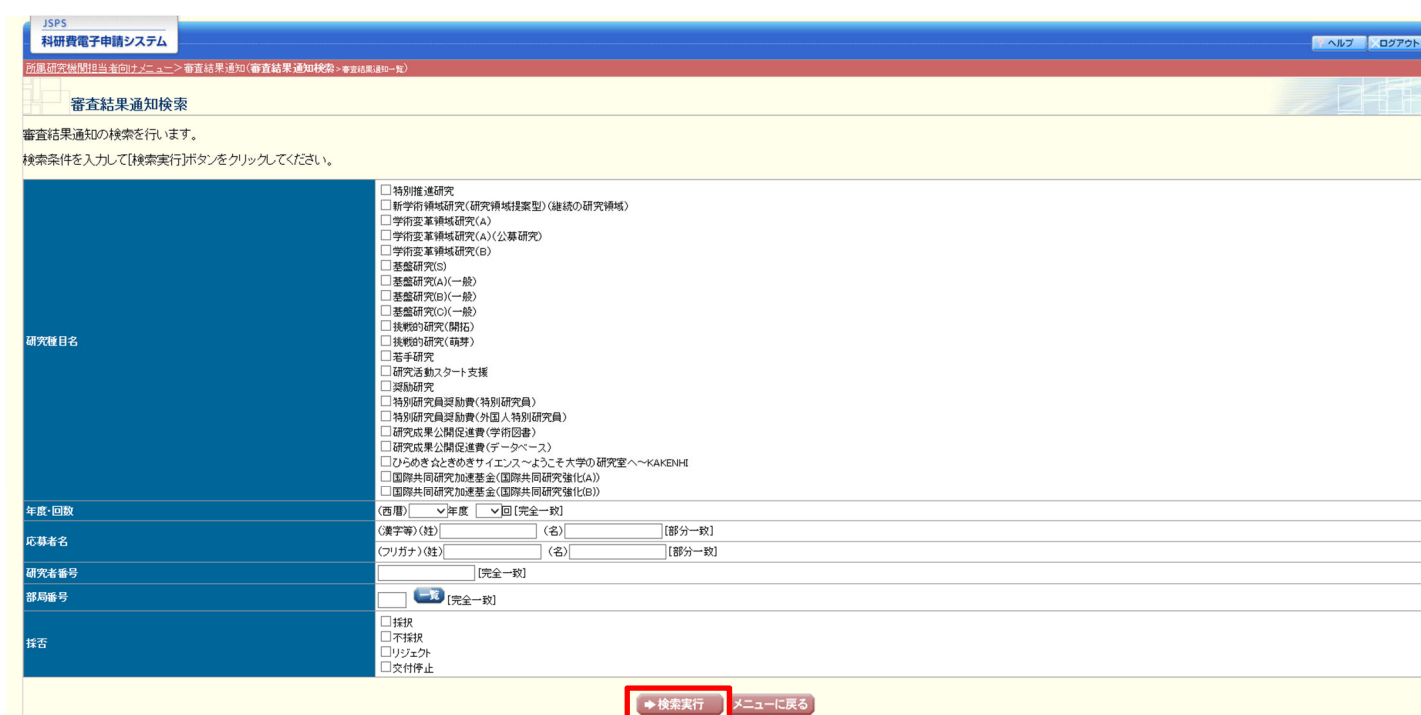 JSPS
科研費電子申請システム
ヘルプ ログアウト
所属研究機関担当者向けメニュー>審査結果通知(審査結果通知検索>審査結果通知一覧)
審査結果通知検索
審査結果通知の検索を行います。
検索条件を入力して[検索実行]ボタンをクリックしてください。
研究種目名
特別推進研究
新学術領域研究(研究領域提案型)(継続の研究領域)
学術変革領域研究(A)
学術変革領域研究(A)(公募研究)
学術変革領域研究(B)
基盤研究(S)
基盤研究(A)(一般)
基盤研究(B)(一般)
基盤研究(C)(一般)
挑戦的研究(開拓)
挑戦的研究(萌芽)
若手研究
研究活動スタート支援
奨励研究
特別研究員奨励費(特別研究員)
特別研究員奨励費(外国人特別研究員)
研究成果公開促進費(学術図書)
研究成果公開促進費(データベース)
ひらめき☆ときめきサイエンス～ようこそ大学の研究室へ～KAKENHI
国際共同研究加速基金(国際共同研究強化(A))
国際共同研究加速基金(国際共同研究強化(B))
年度・回数 (西暦) 年度 回[完全一致]
応募者名
(漢字等)(姓) (名) [部分一致]
(フリガナ)(姓) (名) [部分一致]
研究者番号 [完全一致]
部局番号 一覧 [完全一致]
採否
採択
不採択
リジェクト
交付停止
検索実行 メニューに戻る